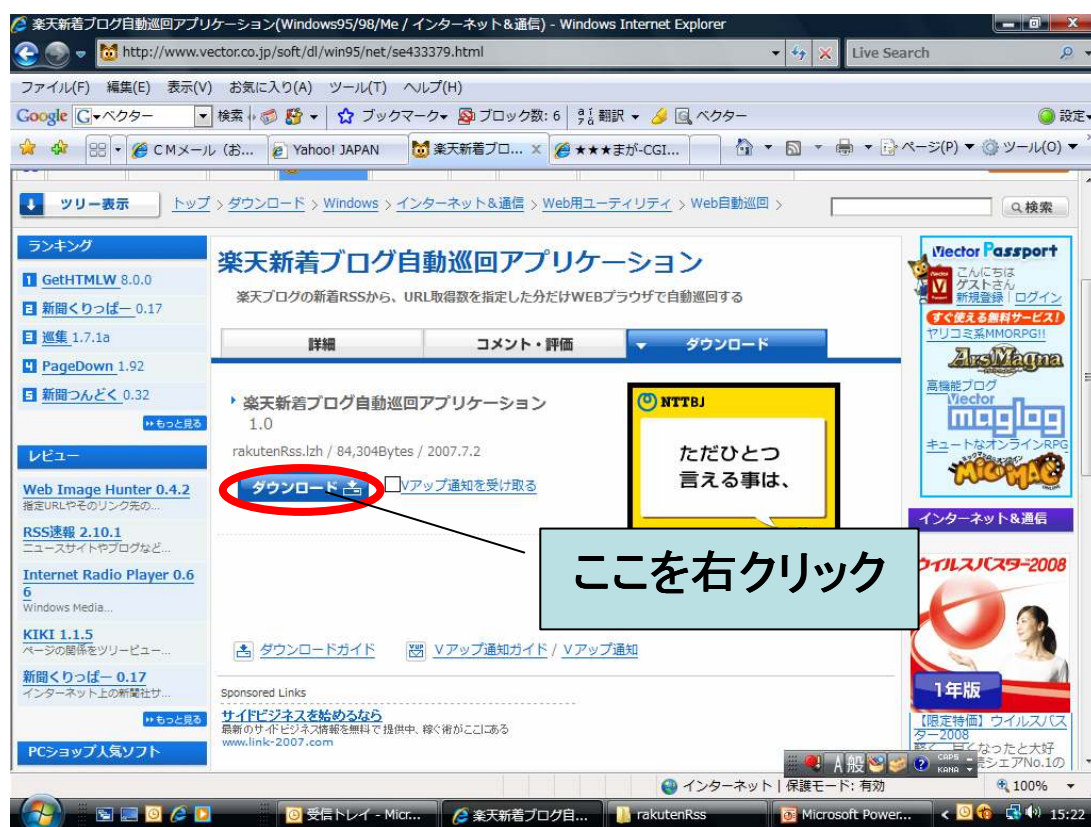 楽天新着ブログ自動巡回アプリケーション(Windows95/98/Me / インターネット&通信) - Windows Internet Explorer
http://www.vector.co.jp/soft/dl/win95/net/se433379.html
Live Search
ファイル(F) 編集(E) 表示(V) お気に入り(A) ツール(T) ヘルプ(H)
Google G ベクター 検索 ブックマーク ブロック数: 6 翻訳 ベクター 設定
CMメール (お... Yahoo! JAPAN 楽天新着ブロ... x ★★★まが-CGI... ページ(P) ツール(O)
ツリー表示 トップ > ダウンロード > Windows > インターネット&通信 > Web用ユーティリティ > Web自動巡回 > 検索
ランキング
1 GetHTMLW 8.0.0
2 新聞くりっぱー 0.17
3 巡集 1.7.1a
4 PageDown 1.92
5 新聞つんどく 0.32
もっと見る
レビュー
Web Image Hunter 0.4.2
指定URLやそのリンク先の...
RSS速報 2.10.1
ニュースサイトやブログなど...
Internet Radio Player 0.6
6
Windows Media...
KIKI 1.1.5
ページの関係をツリービュー...
新聞くりっぱー 0.17
インターネット上の新聞社サ...
もっと見る
PCショップ人気ソフト
楽天新着ブログ自動巡回アプリケーション
楽天ブログの新着RSSから、URL取得数を指定した分だけWEBブラウザで自動巡回する
詳細 コメント・評価 ダウンロード
楽天新着ブログ自動巡回アプリケーション
1.0
rakutenRss.lzh / 84,304Bytes / 2007.7.2
ダウンロード Vアップ通知を受け取る
NTTBJ
ただひとつ
言える事は、
ここを右クリック
ダウンロードガイド Vアップ通知ガイド / Vアップ通知
Sponsored Links
サイドビジネスを始めるなら
最新のサイドビジネス情報を無料で提供中、稼ぐ術がここにある
www.link-2007.com
Vector Passport
こんにちは
ゲストさん
新規登録 ログイン
すぐ使える無料サービス!
ヤリコミ系MMORPG!!
ArsMagna
高機能ブログ
Vector
maglog
キュートなオンラインRPG
MicMac
インターネット&通信
ウイルスバスター2008
1年版
【限定特価】ウイルスバス
ター2008
A 般 CAPS KANA
インターネット | 保護モード: 有効 100%
受信トレイ - Micr... 楽天新着ブログ自... rakutenRss Microsoft Power... 15:22